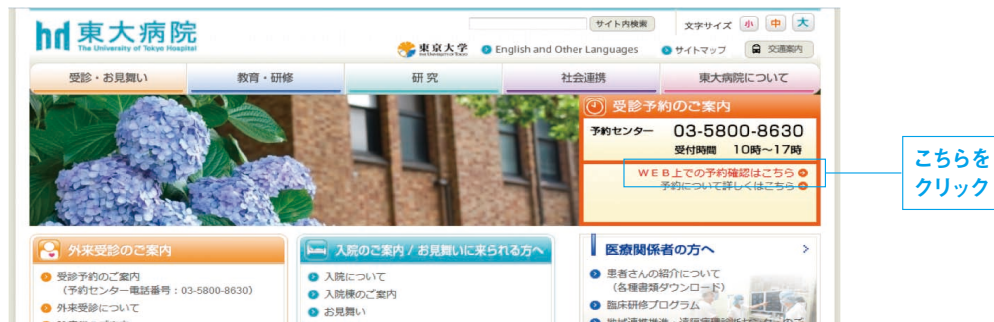 サイト内検索
文字サイズ 小 中 大
東大病院
The University of Tokyo Hospital
東京大学
English and Other Languages
サイトマップ
交通案内
受診・お見舞い
教育・研修
研 究
社会連携
東大病院について
受診予約のご案内
予約センター 03-5800-8630
受付時間 10時～17時
WEB上での予約確認はこちら
予約について詳しくはこちら
こちらを
クリック
外来受診のご案内
受診予約のご案内
（予約センター電話番号：03-5800-8630）
外来受診について
入院のご案内 / お見舞いに来られる方へ
入院について
入院棟のご案内
お見舞い
医療関係者の方へ
患者さんの紹介について
（各種書類ダウンロード）
臨床研修プログラム